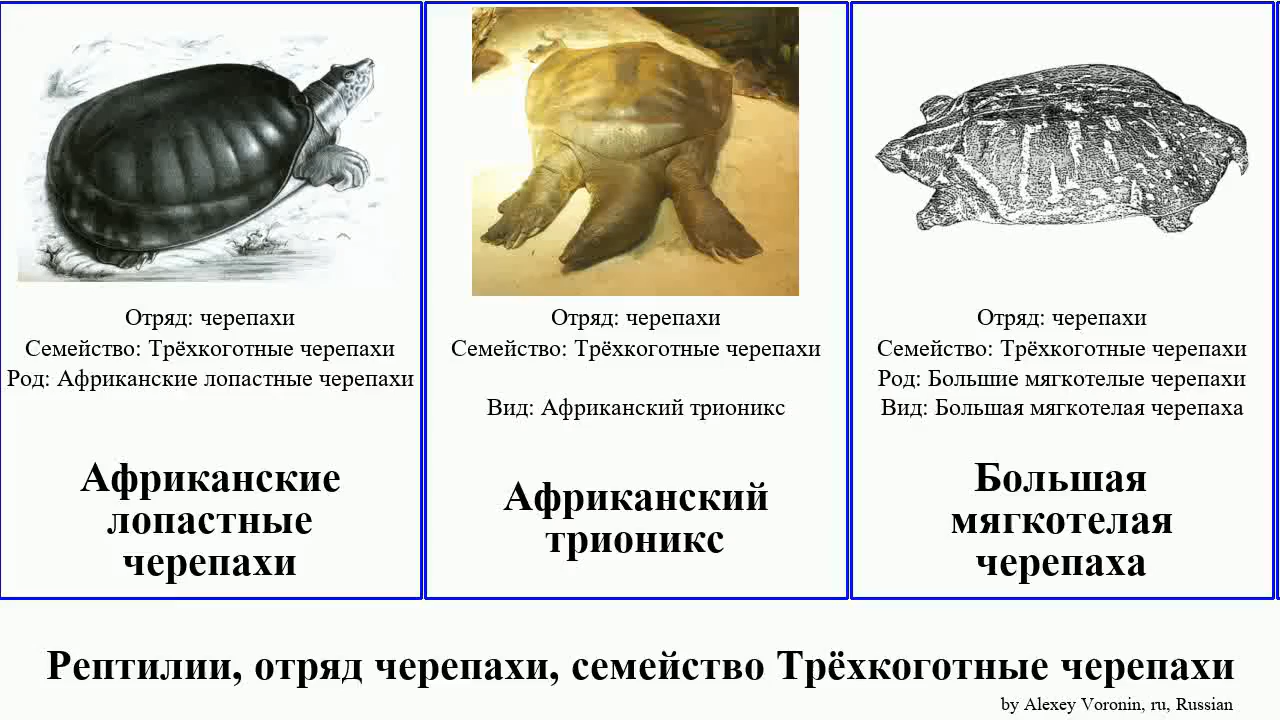 Отряд: черепахи
Семейство: Трёхкоготные черепахи
Род: Африканские лопастные черепахи
Африканские
лопастные
черепахи
Отряд: черепахи
Семейство: Трёхкоготные черепахи
Вид: Африканский трионикс
Африканский
трионикс
Отряд: черепахи
Семейство: Трёхкоготные черепахи
Род: Большие мягкотелые черепахи
Вид: Большая мягкотелая черепаха
Большая
мягкотелая
черепаха
Рептилии, отряд черепахи, семейство Трёхкоготные черепахи
by Alexey Voronin, ru, Russian